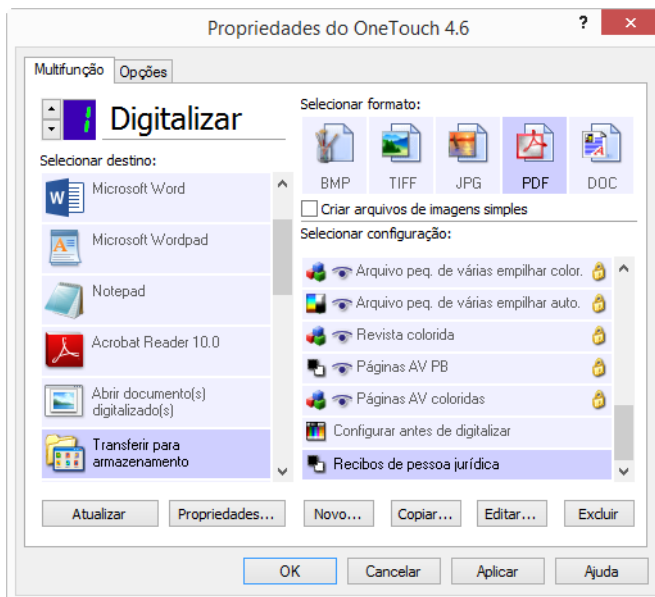 Propriedades do OneTouch 4.6
?
×
Multifunção
Opções
1
Digitalizar
Selecionar destino:
Microsoft Word
Microsoft Wordpad
Notepad
Acrobat Reader 10.0
Abrir documento(s)
digitalizado(s)
Transferir para
armazenamento
Atualizar
Propriedades...
Selecionar formato:
BMP
TIFF
JPG
PDF
DOC
Criar arquivos de imagens simples
Selecionar configuração:
Arquivo peq. de várias empilhar color.
Arquivo peq. de várias empilhar auto.
Revista colorida
Páginas AV PB
Páginas AV coloridas
Configurar antes de digitalizar
Recibos de pessoa jurídica
Novo...
Copiar...
Editar...
Excluir
OK
Cancelar
Aplicar
Ajuda